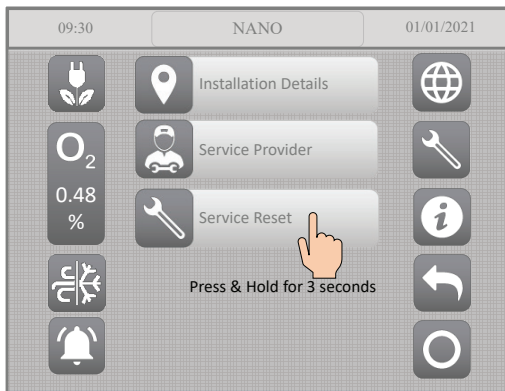 09:30 NANO 01/01/2021
Installation Details
O2
Service Provider
0.48
%
Service Reset
i
Press & Hold for 3 seconds